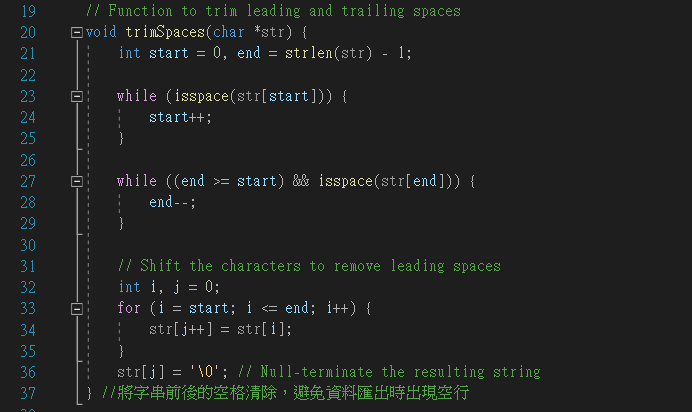 19 // Function to trim leading and trailing spaces
20 void trimSpaces(char *str) {
21 int start = 0, end = strlen(str) - 1;
22
23 while (isspace(str[start])) {
24 start++;
25 }
26
27 while ((end >= start) && isspace(str[end])) {
28 end--;
29 }
30
31 // Shift the characters to remove leading spaces
32 int i, j = 0;
33 for (i = start; i <= end; i++) {
34 str[j++] = str[i];
35 }
36 str[j] = '\0'; // Null-terminate the resulting string
37 } //將字串前後的空格清除，避免資料匯出時出現空行